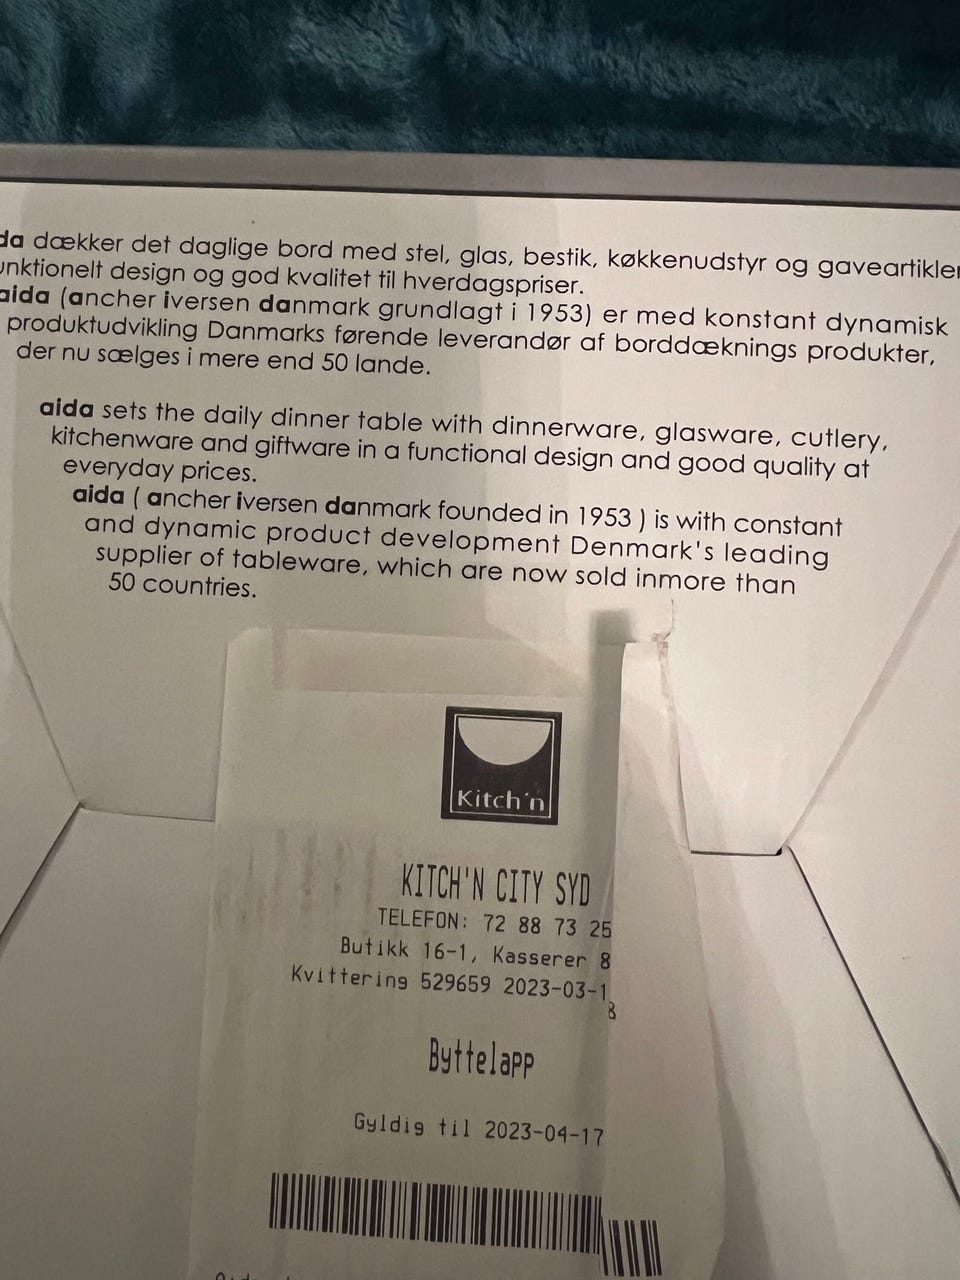 da dækker det daglige bord med stel, glas, bestik, køkkenudstyr og gaveartikler
unktionelt design og god kvalitet til hverdagspriser.
aida (ancher iversen danmark grundlagt i 1953) er med konstant dynamisk
produktudvikling Danmarks førende leverandør af borddæknings produkter,
der nu sælges i mere end 50 lande.
aida sets the daily dinner table with dinnerware, glasware, cutlery,
kitchenware and giftware in a functional design and good quality at
everyday prices.
aida ( ancher iversen danmark founded in 1953 ) is with constant
and dynamic product development Denmark's leading
supplier of tableware, which are now sold inmore than
50 countries.
Kitch'n
KITCH'N CITY SYD
TELEFON: 72 88 73 25
Butikk 16-1, Kasserer 8
Kvittering 529659 2023-03-1
8
Byttelapp
Gyldig til 2023-04-17